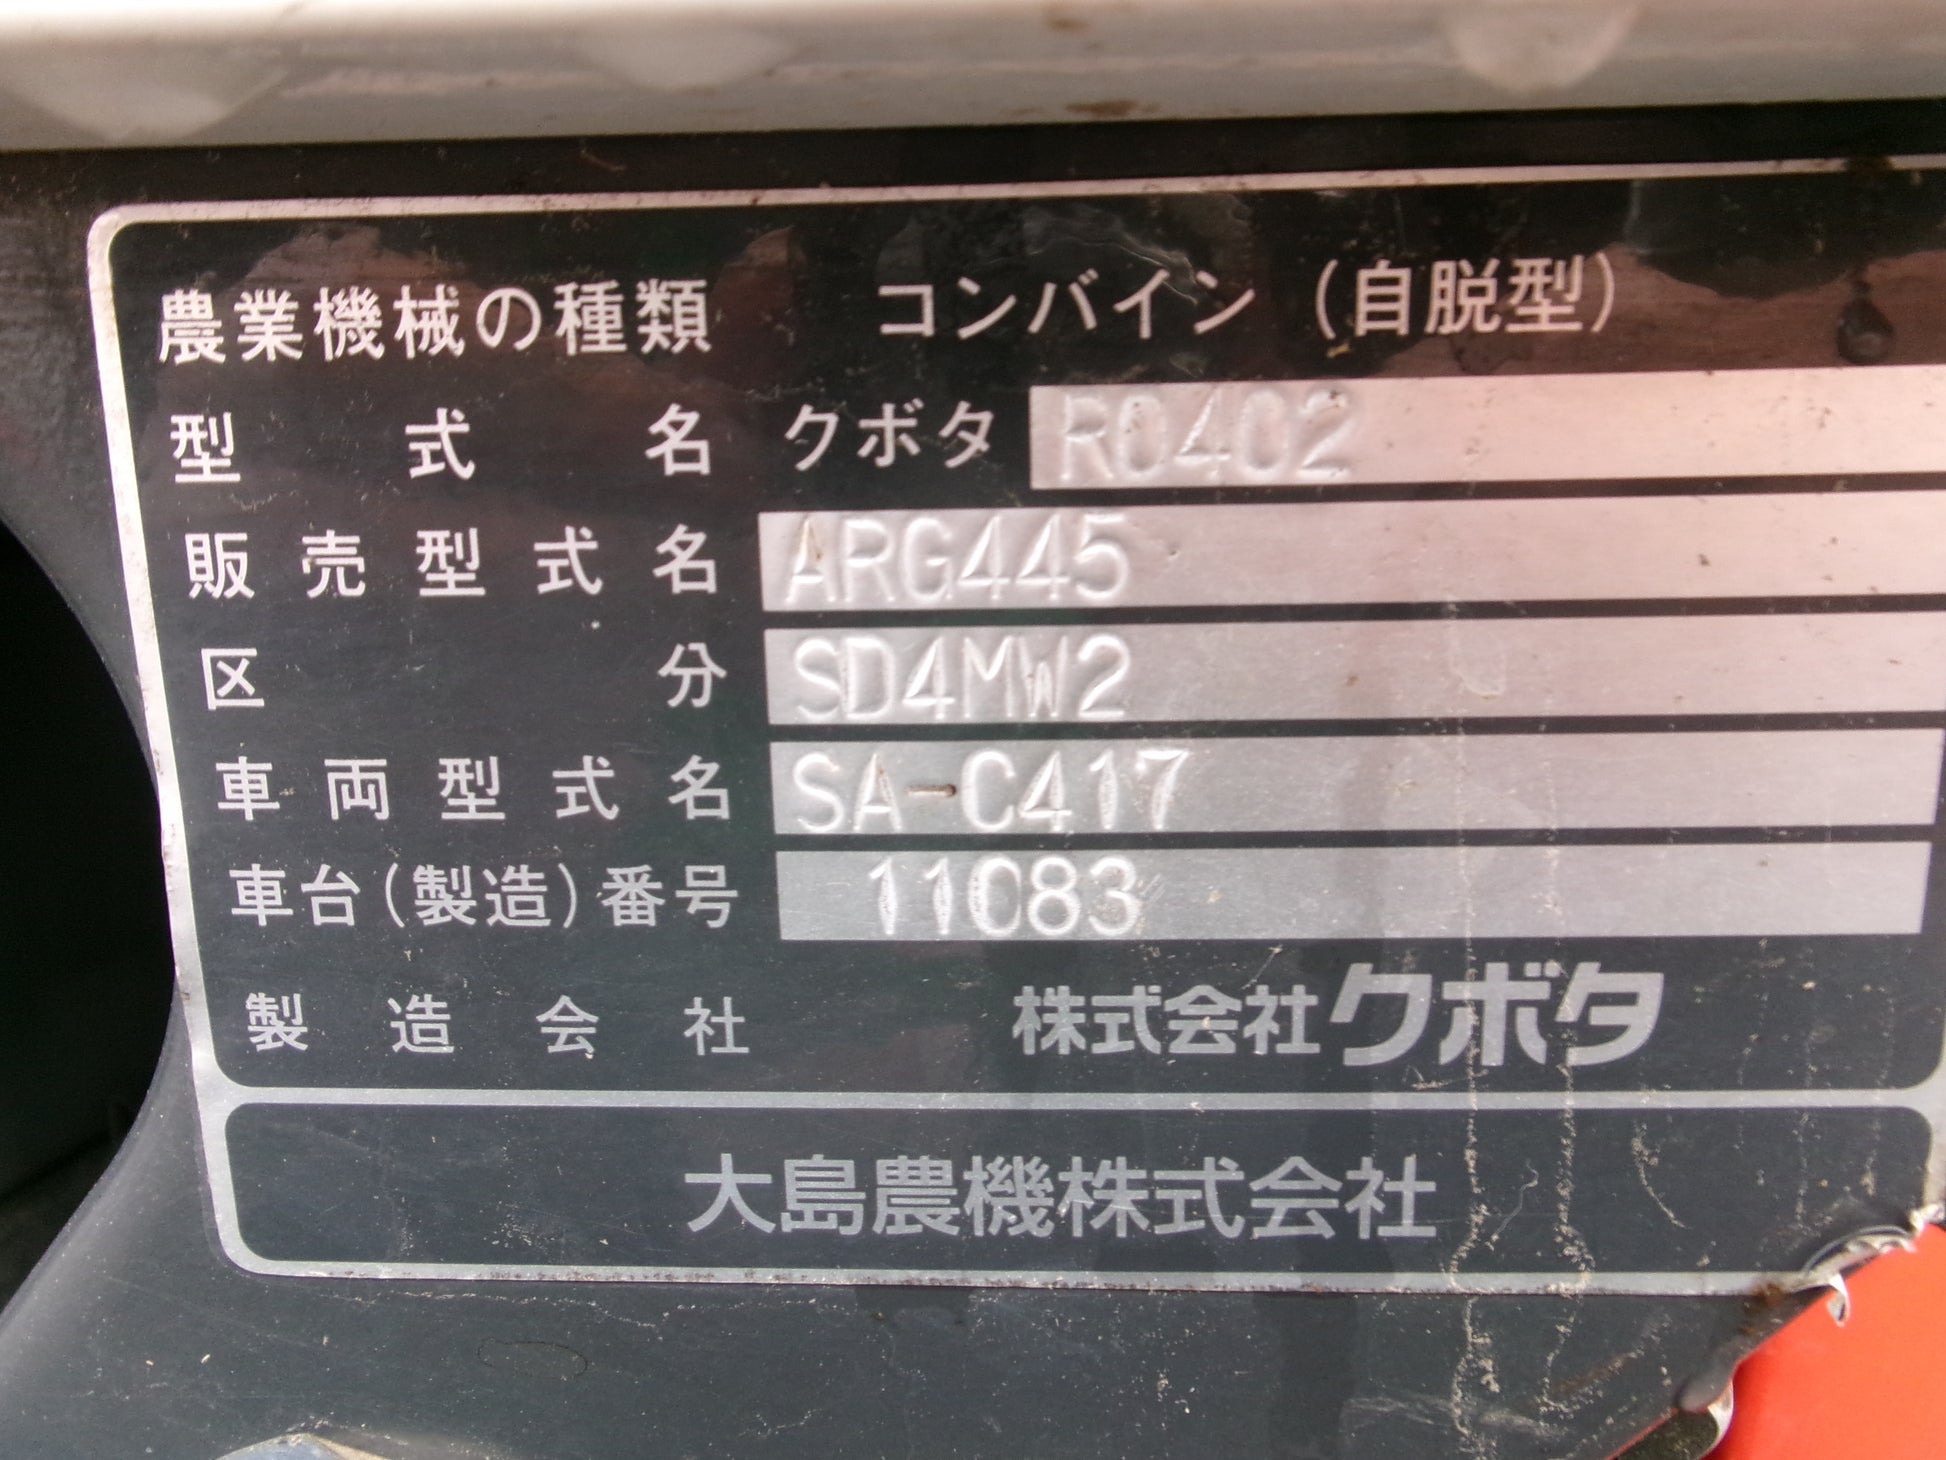 農業機械の種類 コンバイン（自脱型）
型式名 クボタ R0402
販売型式名 ARG445
区分 SD4MW2
車両型式名 SA-C417
車台(製造)番号 11083
製造会社 株式会社クボタ
大島農機株式会社